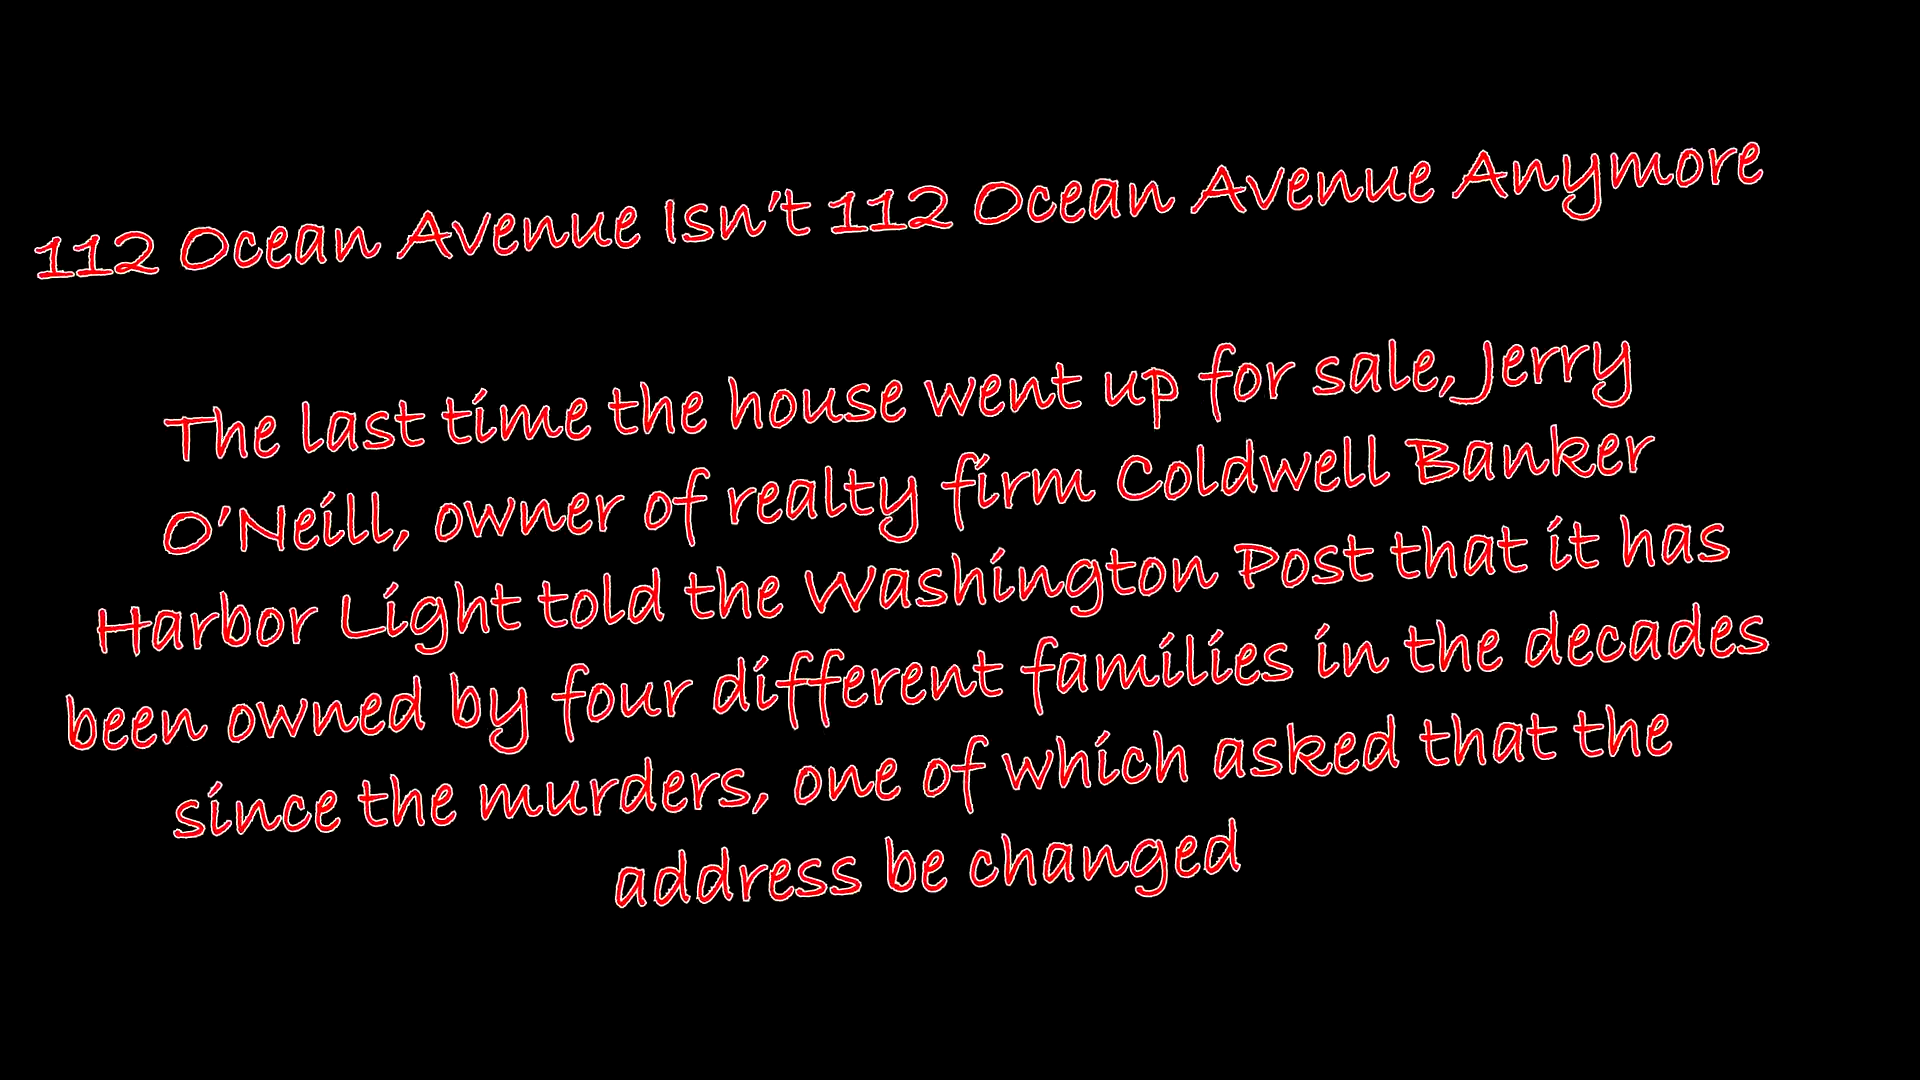 112 Ocean Avenue Isn't 112 Ocean Avenue Anymore
The last time the house went up for sale, Jerry
O'Neill, owner of realty firm Coldwell Banker
Harbor Light told the Washington Post that it has
been owned by four different families in the decades
since the murders, one of which asked that the
address be changed